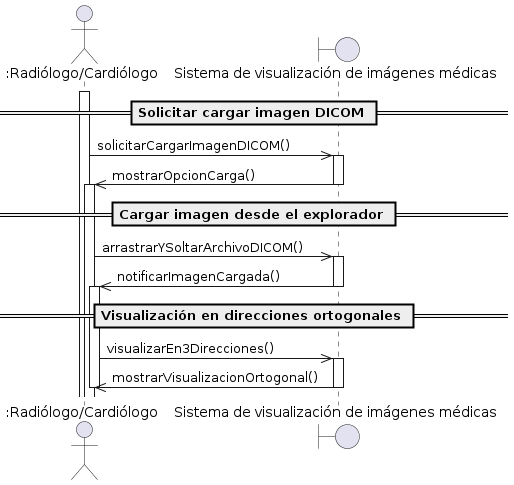 :Radiólogo/Cardiólogo Sistema de visualización de imágenes médicas
Solicitar cargar imagen DICOM
solicitarCargarImagenDICOM()
mostrarOpcionCarga()
Cargar imagen desde el explorador
arrastrarYSoltarArchivoDICOM()
notificarImagenCargada()
Visualización en direcciones ortogonales
visualizarEn3Direcciones()
mostrarVisualizacionOrtogonal()
:Radiólogo/Cardiólogo Sistema de visualización de imágenes médicas